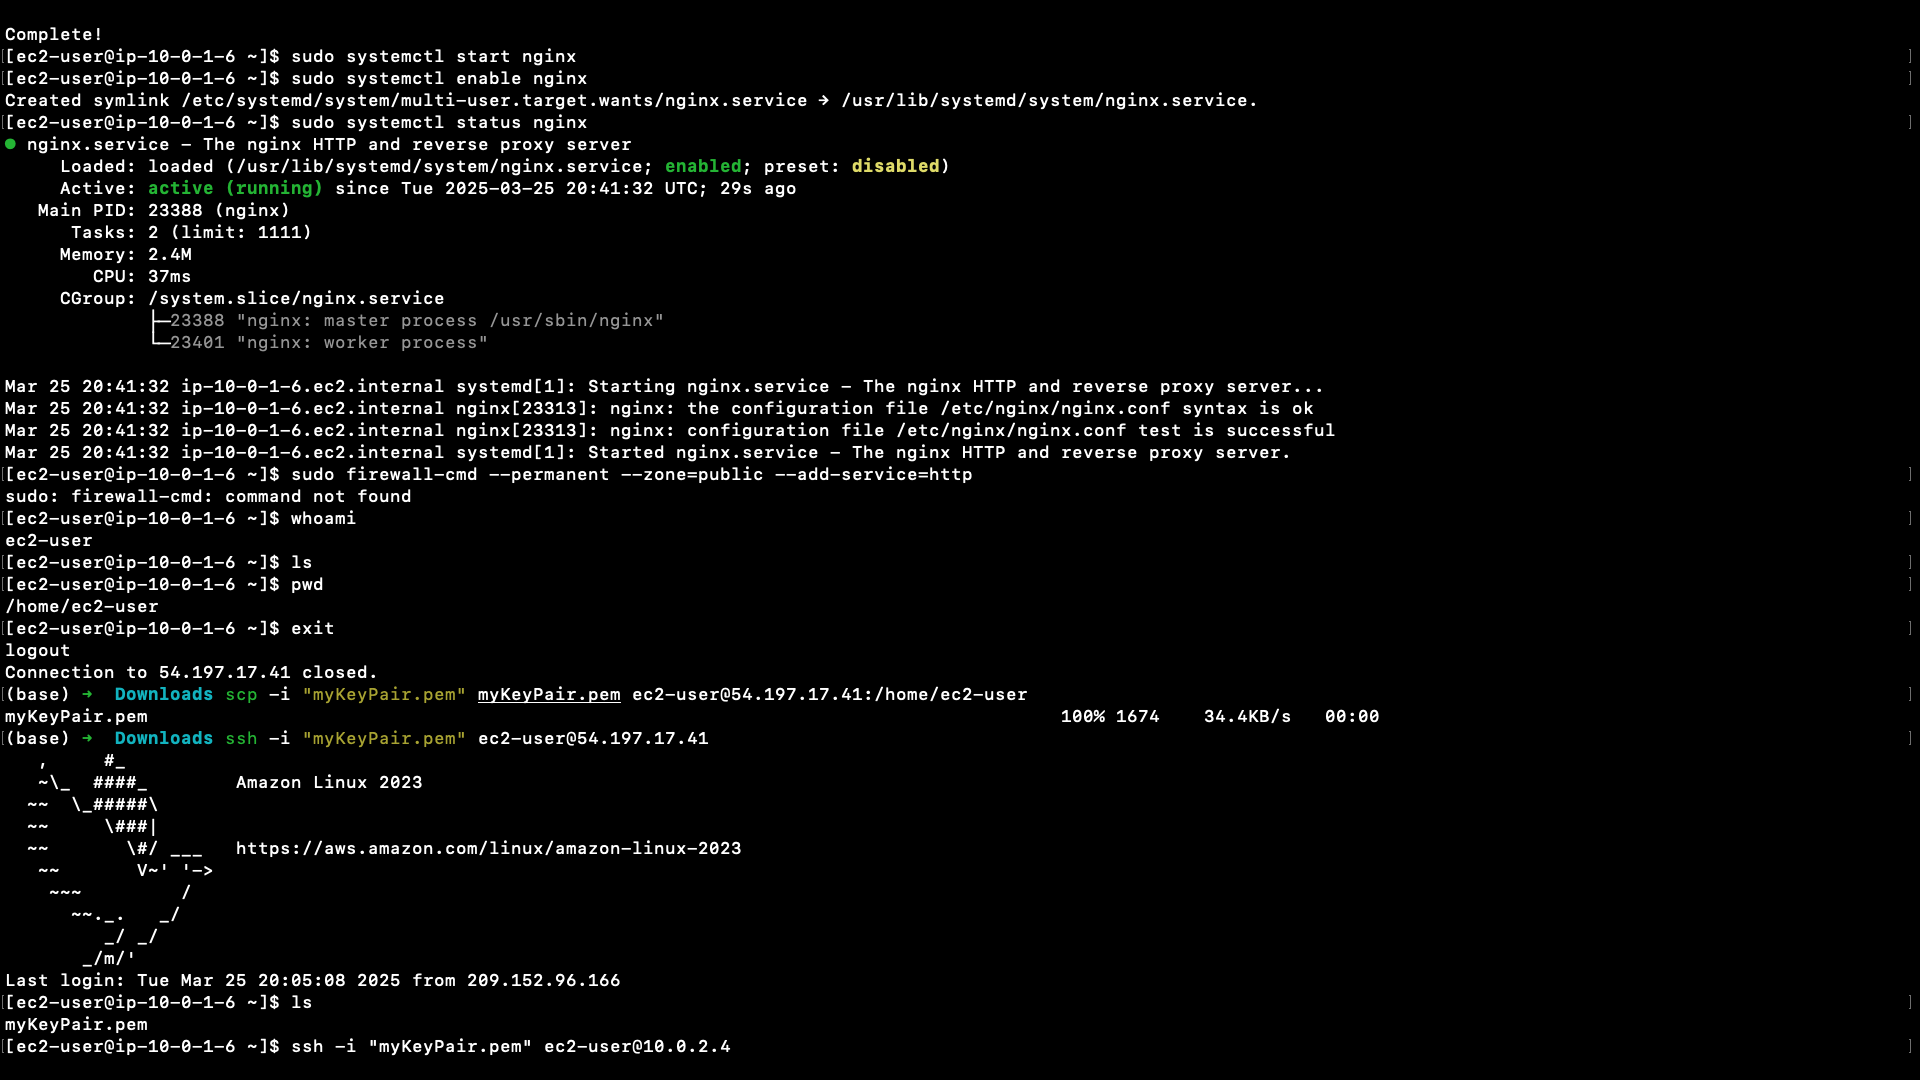 Complete!
[ec2-user@ip-10-0-1-6 ~]$ sudo systemctl start nginx
[ec2-user@ip-10-0-1-6 ~]$ sudo systemctl enable nginx
Created symlink /etc/systemd/system/multi-user.target.wants/nginx.service → /usr/lib/systemd/system/nginx.service.
[ec2-user@ip-10-0-1-6 ~]$ sudo systemctl status nginx
● nginx.service - The nginx HTTP and reverse proxy server
     Loaded: loaded (/usr/lib/systemd/system/nginx.service; enabled; preset: disabled)
     Active: active (running) since Tue 2025-03-25 20:41:32 UTC; 29s ago
   Main PID: 23388 (nginx)
      Tasks: 2 (limit: 1111)
     Memory: 2.4M
        CPU: 37ms
     CGroup: /system.slice/nginx.service
             ├─23388 "nginx: master process /usr/sbin/nginx"
             └─23401 "nginx: worker process"

Mar 25 20:41:32 ip-10-0-1-6.ec2.internal systemd[1]: Starting nginx.service - The nginx HTTP and reverse proxy server...
Mar 25 20:41:32 ip-10-0-1-6.ec2.internal nginx[23313]: nginx: the configuration file /etc/nginx/nginx.conf syntax is ok
Mar 25 20:41:32 ip-10-0-1-6.ec2.internal nginx[23313]: nginx: configuration file /etc/nginx/nginx.conf test is successful
Mar 25 20:41:32 ip-10-0-1-6.ec2.internal systemd[1]: Started nginx.service - The nginx HTTP and reverse proxy server.
[ec2-user@ip-10-0-1-6 ~]$ sudo firewall-cmd --permanent --zone=public --add-service=http
sudo: firewall-cmd: command not found
[ec2-user@ip-10-0-1-6 ~]$ whoami
ec2-user
[ec2-user@ip-10-0-1-6 ~]$ ls
[ec2-user@ip-10-0-1-6 ~]$ pwd
/home/ec2-user
[ec2-user@ip-10-0-1-6 ~]$ exit
logout
Connection to 54.197.17.41 closed.
(base) ➜  Downloads scp -i "myKeyPair.pem" myKeyPair.pem ec2-user@54.197.17.41:/home/ec2-user
myKeyPair.pem                                                                                   100% 1674    34.4KB/s   00:00
(base) ➜  Downloads ssh -i "myKeyPair.pem" ec2-user@54.197.17.41
   ,     #_
   ~\_  ####_        Amazon Linux 2023
  ~~  \_#####\
  ~~     \###|
  ~~       \#/ ___   https://aws.amazon.com/linux/amazon-linux-2023
   ~~       V~' '->
    ~~~         /
      ~~._.   _/
         _/ _/
       _/m/'
Last login: Tue Mar 25 20:05:08 2025 from 209.152.96.166
[ec2-user@ip-10-0-1-6 ~]$ ls
myKeyPair.pem
[ec2-user@ip-10-0-1-6 ~]$ ssh -i "myKeyPair.pem" ec2-user@10.0.2.4